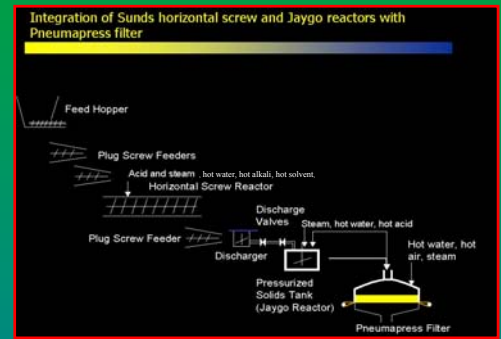 Integration of Sunds horizontal screw and Jaygo reactors with
Pneumapress filter
Feed Hopper
Plug Screw Feeders
Acid and steam , hot water, hot alkali, hot solvent,
Horizontal Screw Reactor
Discharge
Valves
Steam, hot water, hot acid
Plug Screw Feeder
Discharger
Hot water, hot
air, steam
Pressurized
Solids Tank
(Jaygo Reactor)
Pneumapress Filter